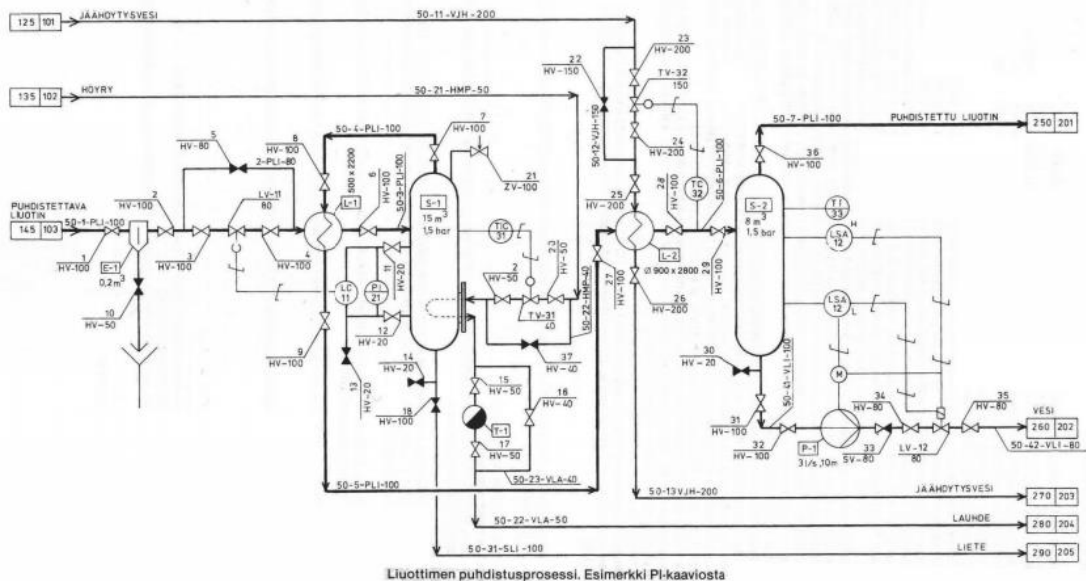 125 101
JÄÄHDYTYSVESI
50-11-VJH-200
135 102
HÖYRY
50-21-HMP-50
PUHDISTETTAVA
LIUOTIN
145 103
50-1-PLI-100
1
HV-100
E-1
0,2m³
10
HV-50
2
HV-100
5
HV-80
2-PLI-80
3
HV-100
LV-11
80
4
HV-100
50-4-PLI-100
8
HV-100
500 x 2200
L-1
6
HV-100
50-3-PLI-100
7
HV-100
21
ZV-100
S-1
15 m³
1,5 bar
TIC
31
LC
11
PI
21
11
HV-20
12
HV-20
13
HV-20
14
HV-20
9
HV-100
18
HV-100
2
HV-50
23
HV-50
TV-31
40
50-22-HMP-40
37
HV-40
15
HV-50
16
HV-40
T-1
17
HV-50
50-23-VLA-40
50-5-PLI-100
50-22-VLA-50
50-31-SLI-100
22
HV-150
23
HV-200
TV-32
150
50-12-VJH-150
24
HV-200
25
HV-200
TC
32
28
HV-100
50-6-PLI-100
29
HV-100
27
HV-100
L-2
Ø 900 x 2800
26
HV-200
50-7-PLI-100
PUHDISTETTU LIUOTIN
250 201
36
HV-100
S-2
8 m³
1,5 bar
TI
33
LSA
12
H
LSA
12
L
30
HV-20
31
HV-100
32
HV-100
50-41-VLI-100
M
P-1
3 l/s ,10m
33
SV-80
34
HV-80
LV-12
80
35
HV-80
VESI
260 202
50-42-VLI-80
50-13VJH-200
JÄÄHDYTYSVESI
270 203
LAUHDE
280 204
LIETE
290 205
Liuottimen puhdistusprosessi. Esimerkki PI-kaaviosta